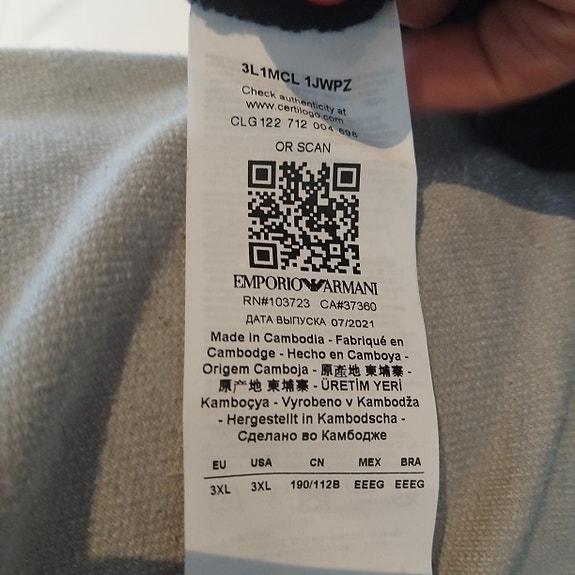 3L1MCL 1JWPZ
Check authenticity at
www.certilogo.com
CLG 122 712 004 698
OR SCAN
EMPORIO ARMANI
RN#103723 CA#37360
ДАТА ВЫПУСКА 07/2021
Made in Cambodia - Fabriqué en
Cambodge - Hecho en Camboya -
Origem Camboja - 原產地 柬埔寨 -
原产地 柬埔寨 - ÜRETİM YERİ
Kamboçya - Vyrobeno v Kambodža
- Hergestellt in Kambodscha -
Сделано во Камбодже
EU USA CN MEX BRA
3XL 3XL 190/112B EEEG EEEG